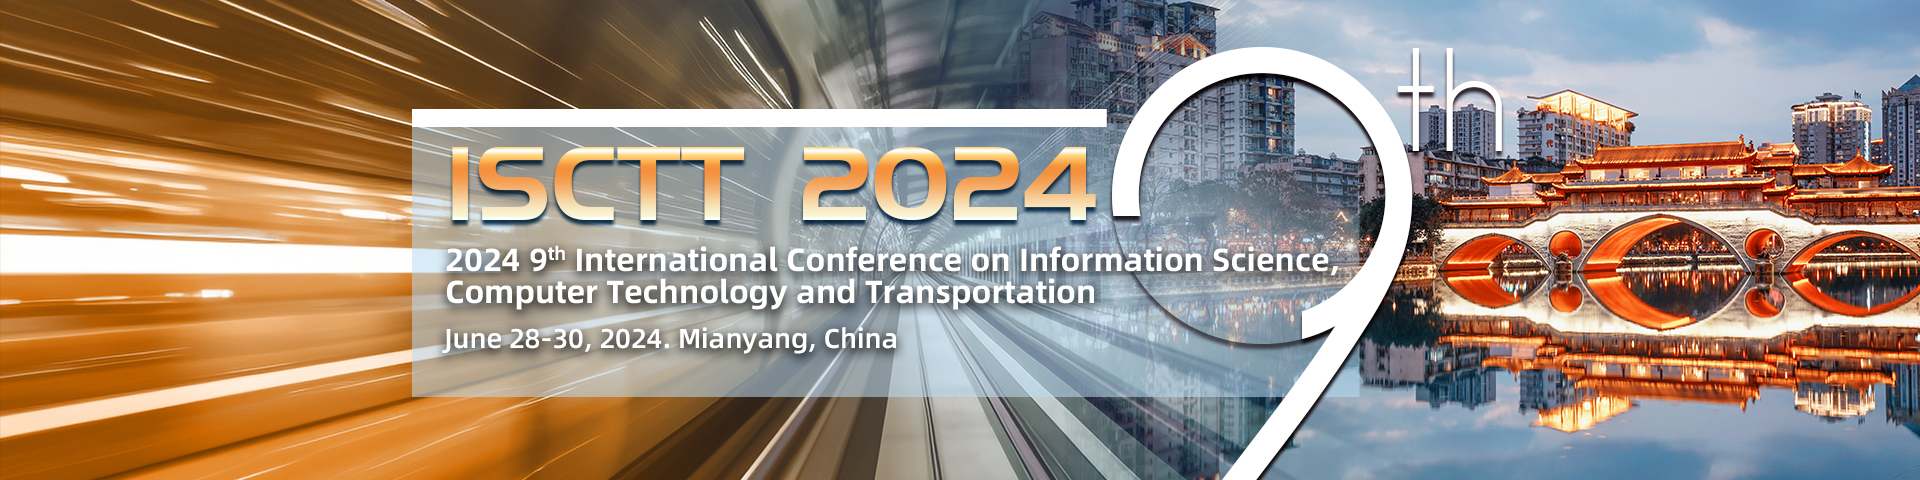 ISCTT 2024
9th
2024 9th International Conference on Information Science,
Computer Technology and Transportation
June 28-30, 2024. Mianyang, China